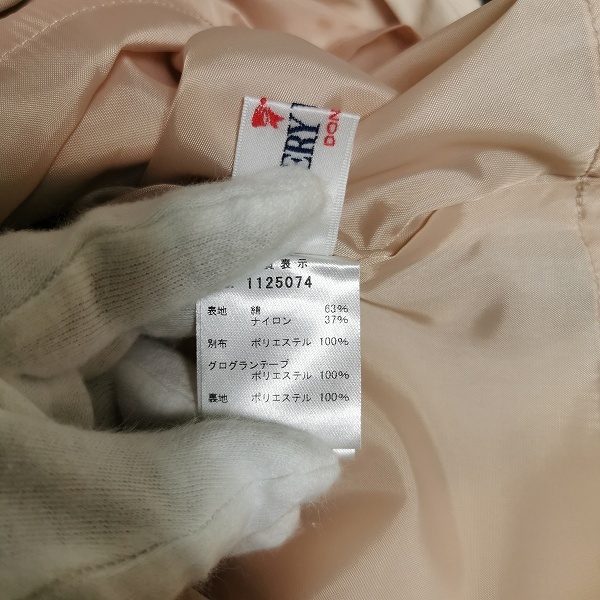 ERY
DON
質表示
1125074
表地 綿 63%
ナイロン 37%
別布 ポリエステル 100%
グログランテープ
ポリエステル 100%
裏地 ポリエステル 100%